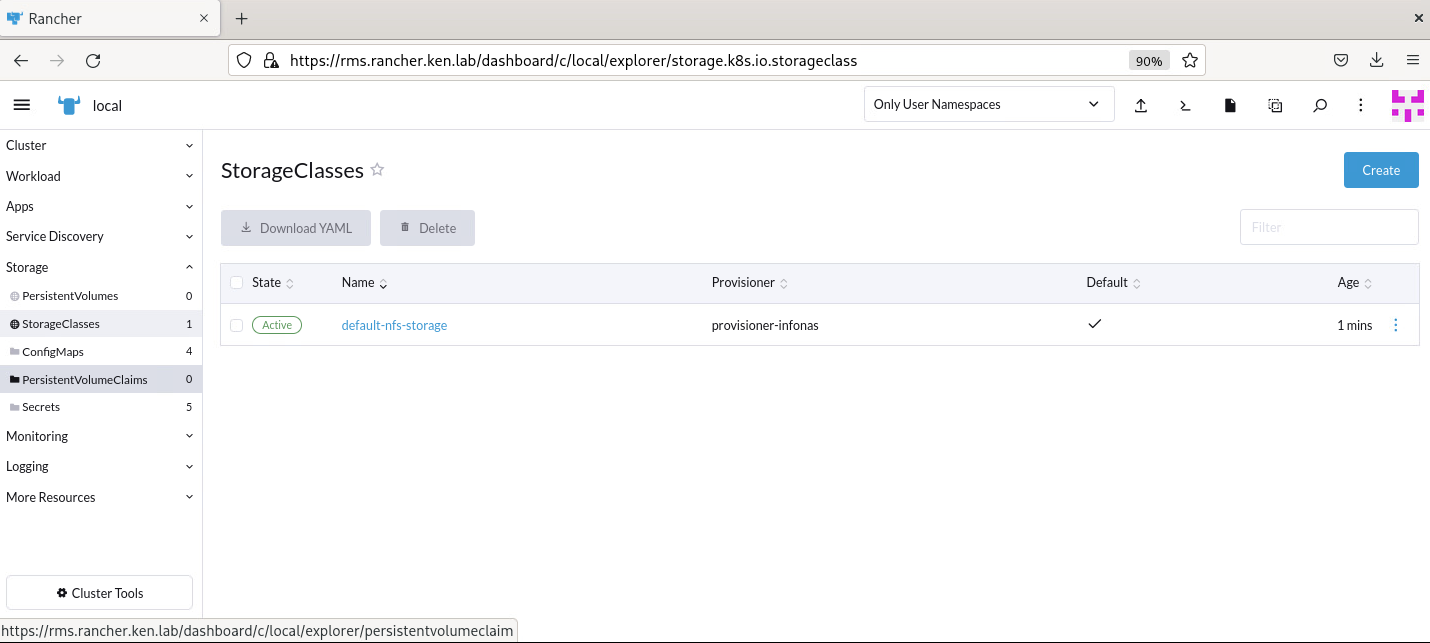 Rancher
https://rms.rancher.ken.lab/dashboard/c/local/explorer/storage.k8s.io.storageclass
90%
local
Only User Namespaces
Cluster
Workload
Apps
Service Discovery
Storage
PersistentVolumes 0
StorageClasses 1
ConfigMaps 4
PersistentVolumeClaims 0
Secrets 5
Monitoring
Logging
More Resources
Cluster Tools
StorageClasses
Create
Download YAML
Delete
Filter
State Name Provisioner Default Age
Active default-nfs-storage provisioner-infonas 1 mins
https://rms.rancher.ken.lab/dashboard/c/local/explorer/persistentvolumeclaim